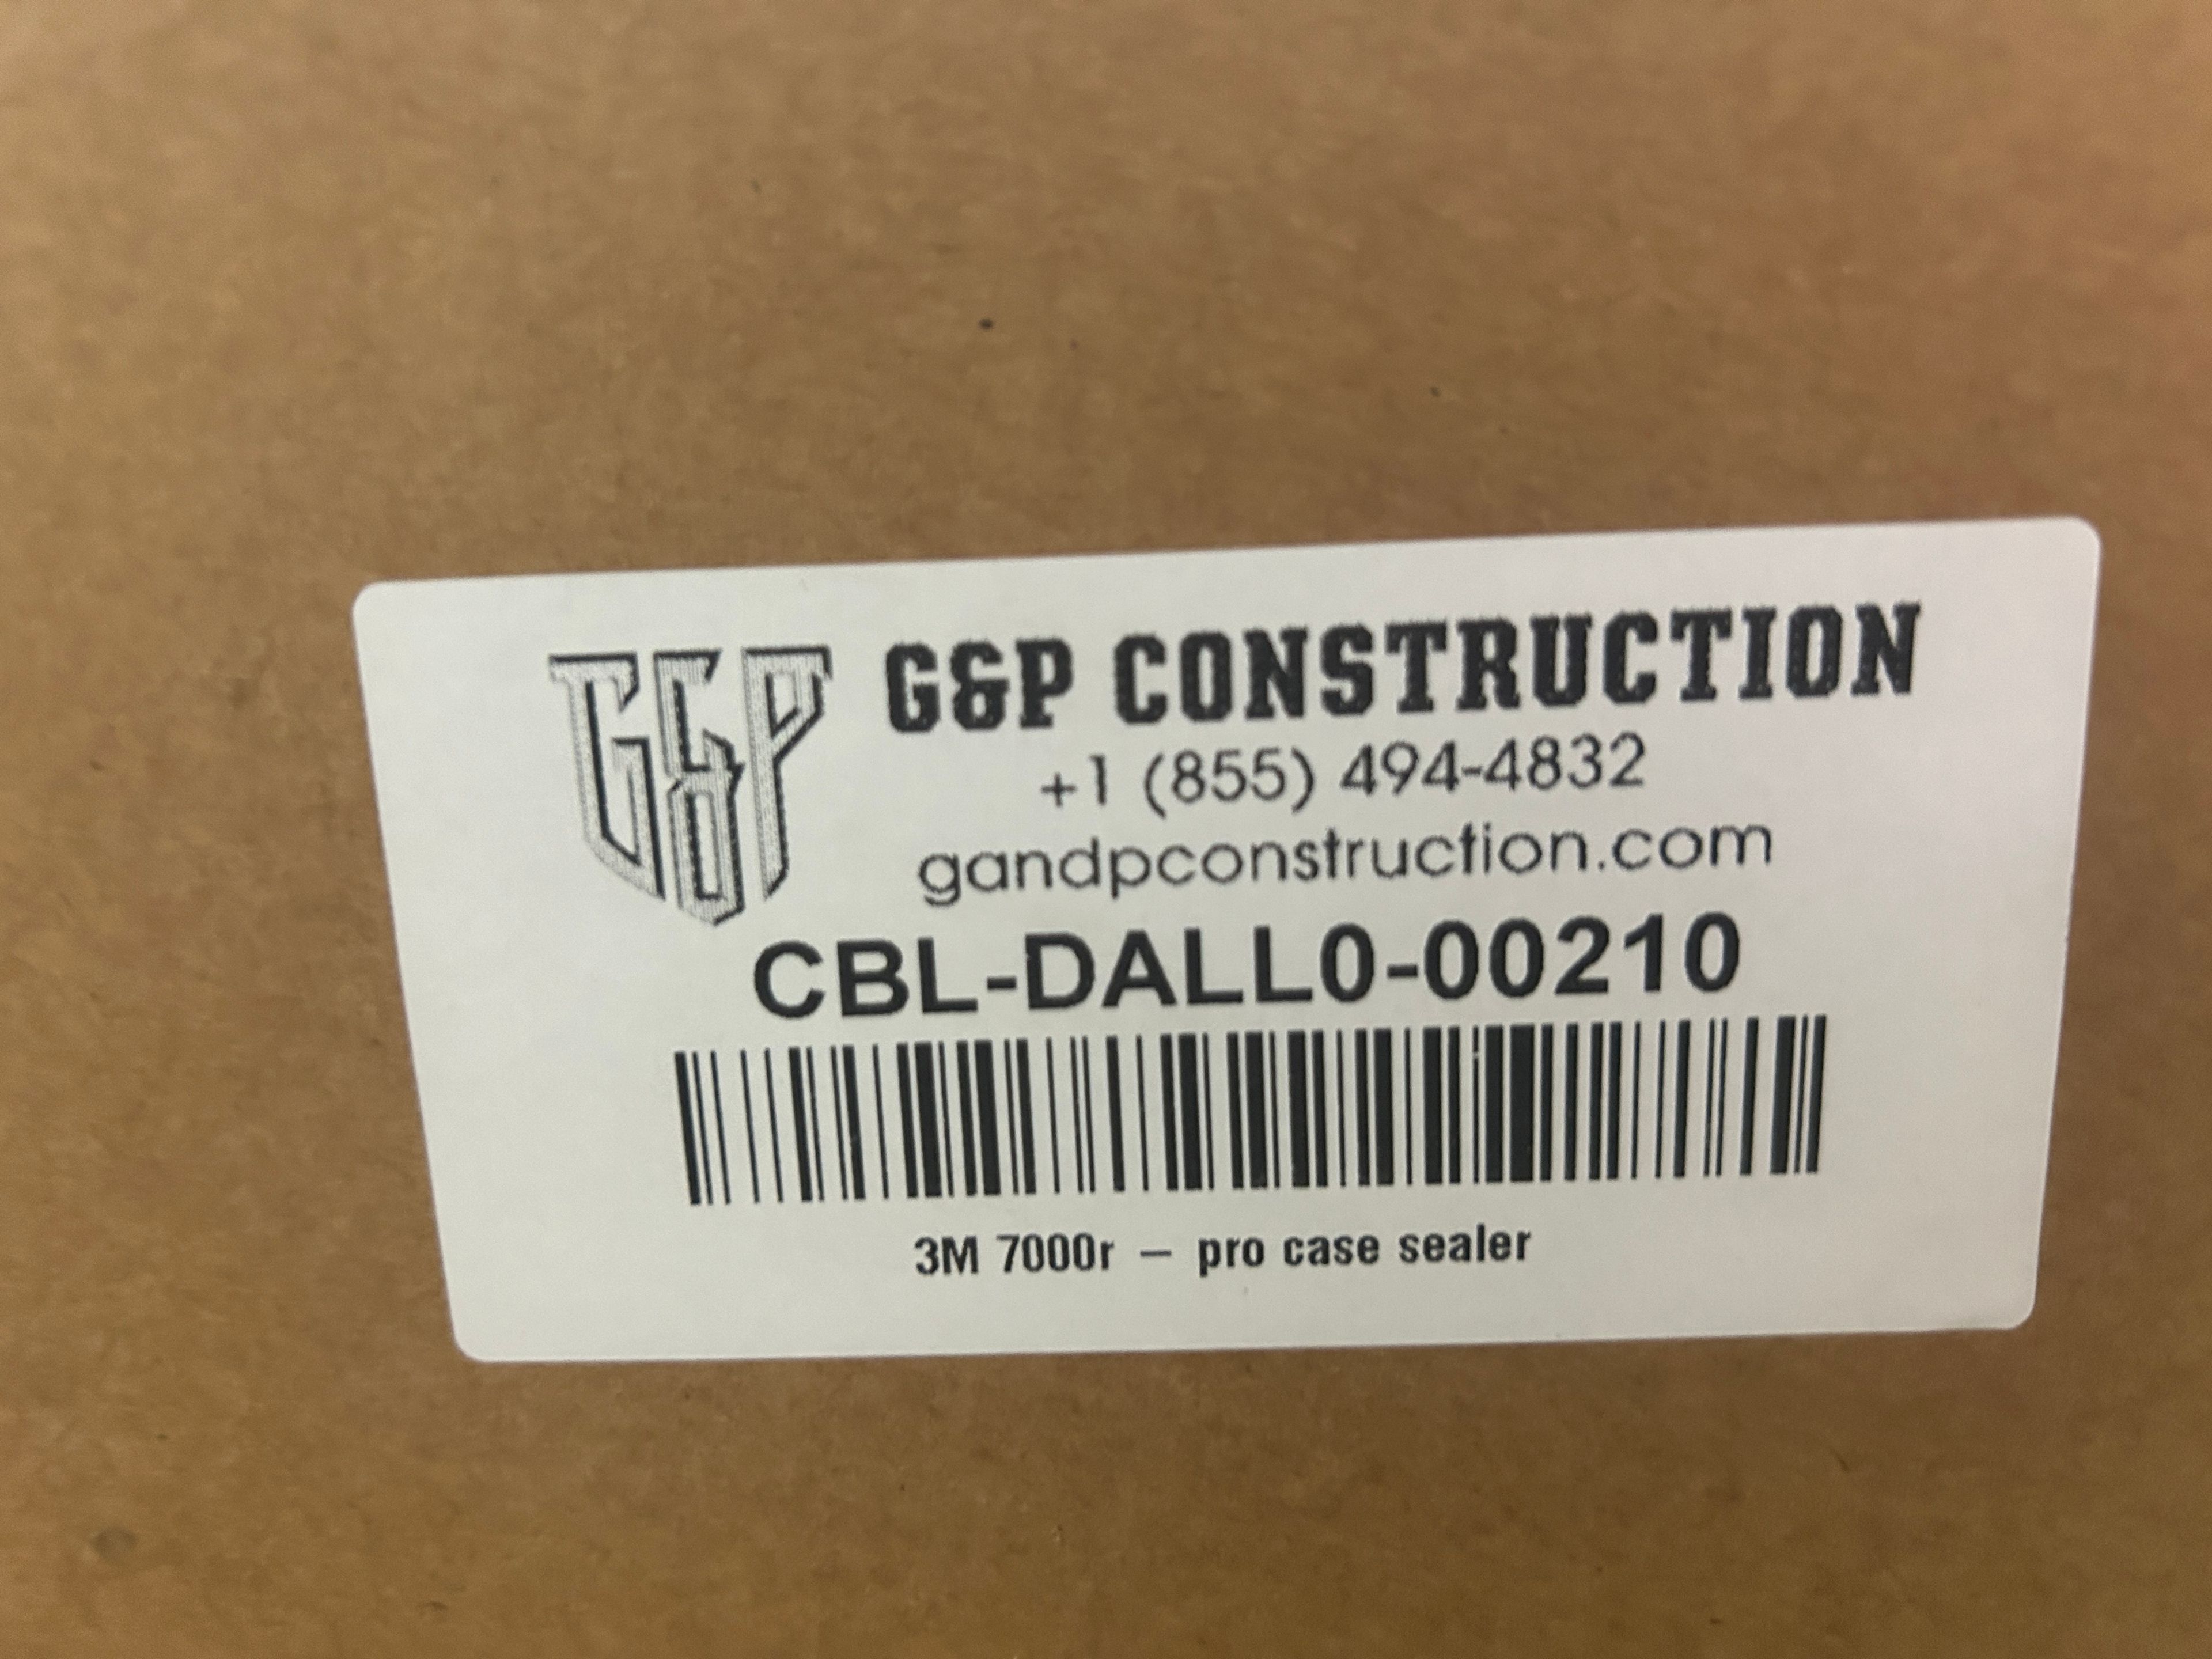 G&P
G&P CONSTRUCTION
+1 (855) 494-4832
gandpconstruction.com
CBL-DALL0-00210
3M 7000r – pro case sealer